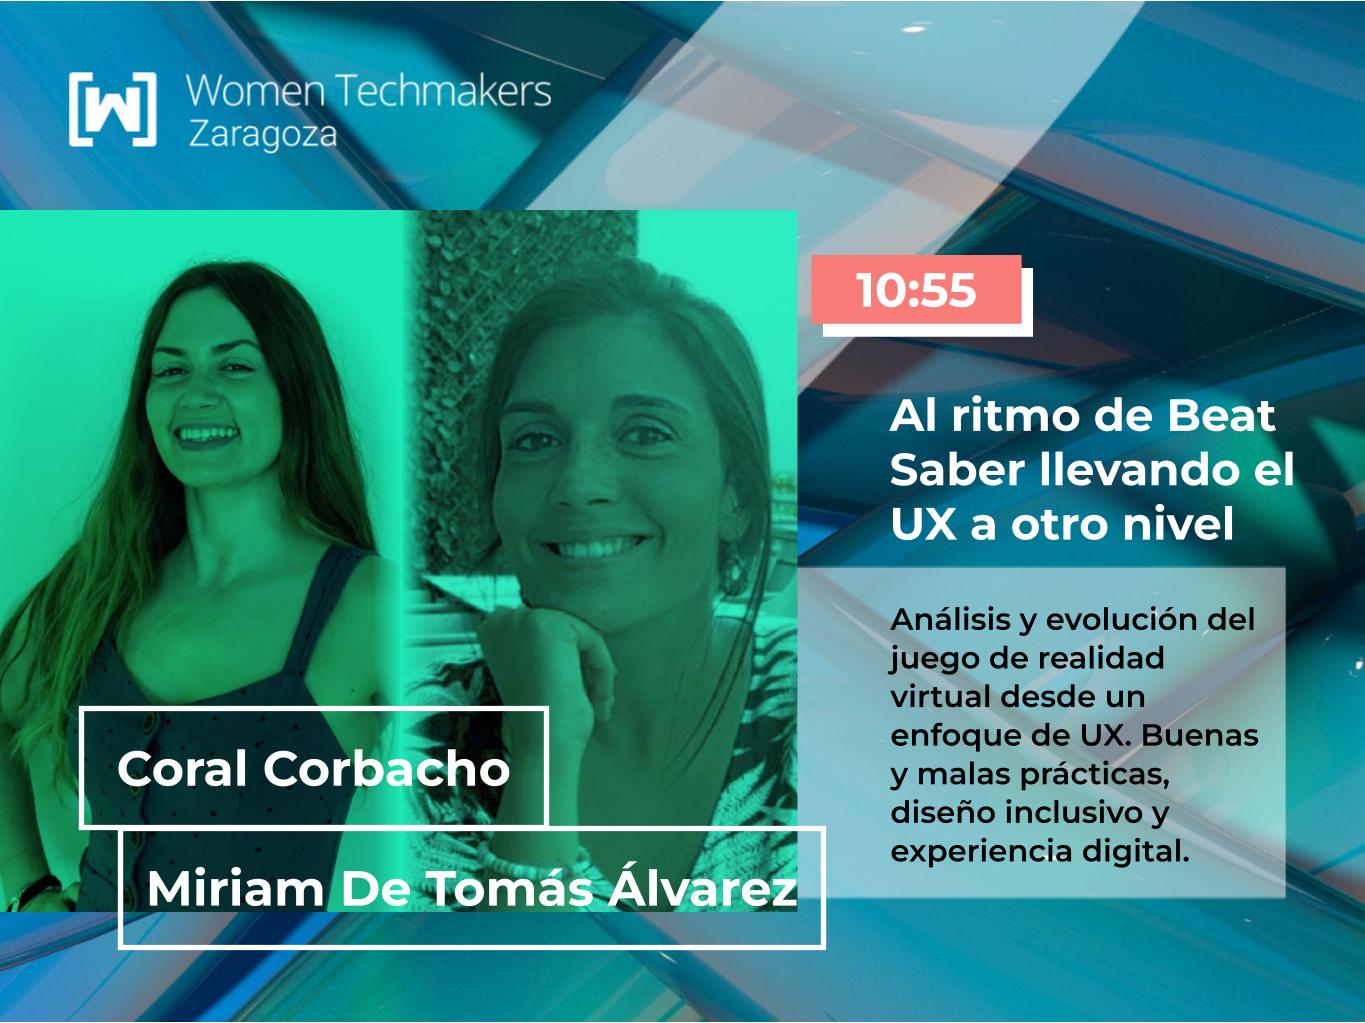 Women Techmakers
Zaragoza
10:55
Al ritmo de Beat
Saber llevando el
UX a otro nivel
Análisis y evolución del
juego de realidad
virtual desde un
enfoque de UX. Buenas
y malas prácticas,
diseño inclusivo y
experiencia digital.
Coral Corbacho
Miriam De Tomás Álvarez